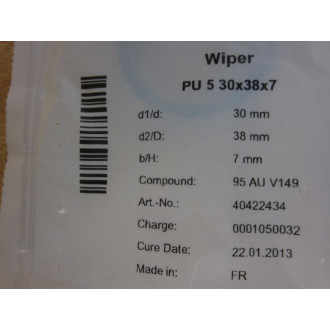 Wiper
PU 5 30x38x7
d1/d: 30 mm
d2/D: 38 mm
b/H: 7 mm
Compound: 95 AU V149
Art.-No.: 40422434
Charge: 0001050032
Cure Date: 22.01.2013
Made in: FR